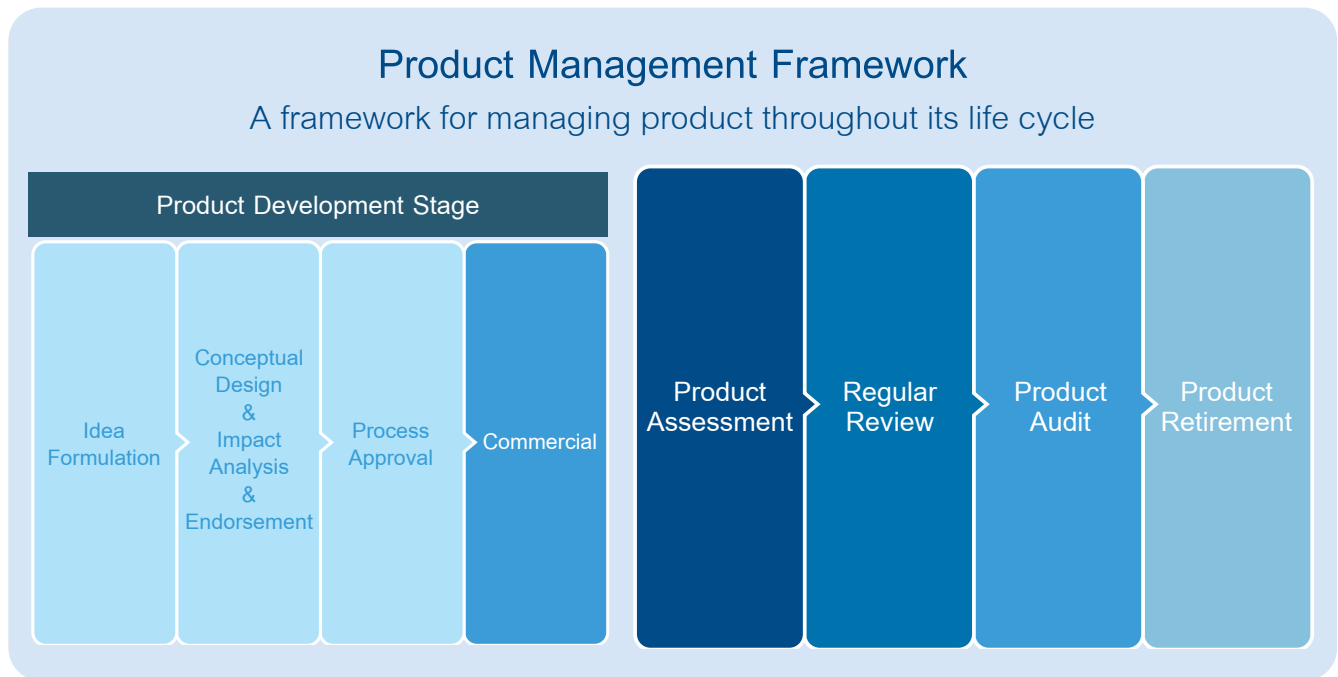 Product Management Framework
A framework for managing product throughout its life cycle
Product Development Stage
Idea
Formulation
Conceptual
Design
&
Impact
Analysis
&
Endorsement
Process
Approval
Commercial
Product
Assessment
Regular
Review
Product
Audit
Product
Retirement